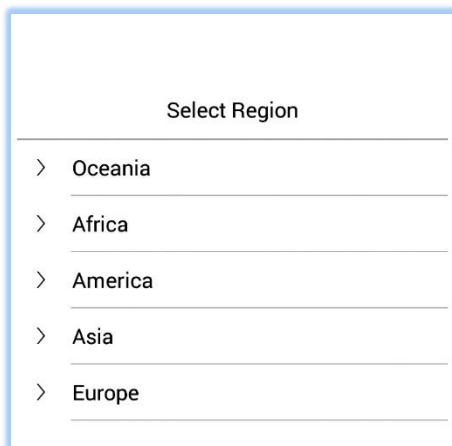 Select Region
Oceania
Africa
America
Asia
Europe